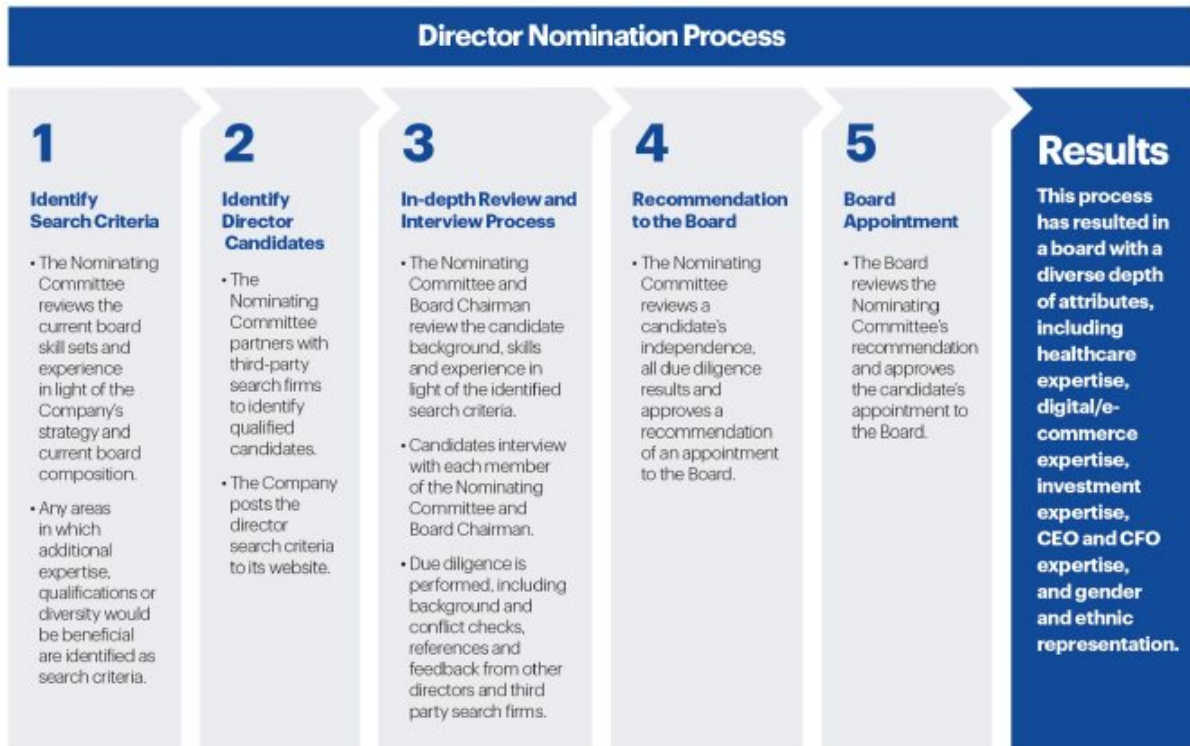 Director Nomination Process
1
Identify
Search Criteria
• The Nominating
Committee
reviews the
current board
skill sets and
experience
in light of the
Company's
strategy and
current board
composition.
• Any areas
in which
additional
expertise,
qualifications or
diversity would
be beneficial
are identified as
search criteria.
2
Identify
Director
Candidates
• The
Nominating
Committee
partners with
third-party
search firms
to identify
qualified
candidates.
• The Company
posts the
director
search criteria
to its website.
3
In-depth Review and
Interview Process
• The Nominating
Committee and
Board Chairman
review the candidate
background, skills
and experience in
light of the identified
search criteria.
• Candidates interview
with each member
of the Nominating
Committee and
Board Chairman.
• Due diligence is
performed, including
background and
conflict checks,
references and
feedback from other
directors and third
party search firms.
4
Recommendation
to the Board
• The Nominating
Committee
reviews a
candidate's
independence,
all due diligence
results and
approves a
recommendation
of an appointment
to the Board.
5
Board
Appointment
• The Board
reviews the
Nominating
Committee's
recommendation
and approves
the candidate's
appointment to
the Board.
Results
This process
has resulted in
a board with a
diverse depth
of attributes,
including
healthcare
expertise,
digital/e-
commerce
expertise,
investment
expertise,
CEO and CFO
expertise,
and gender
and ethnic
representation.